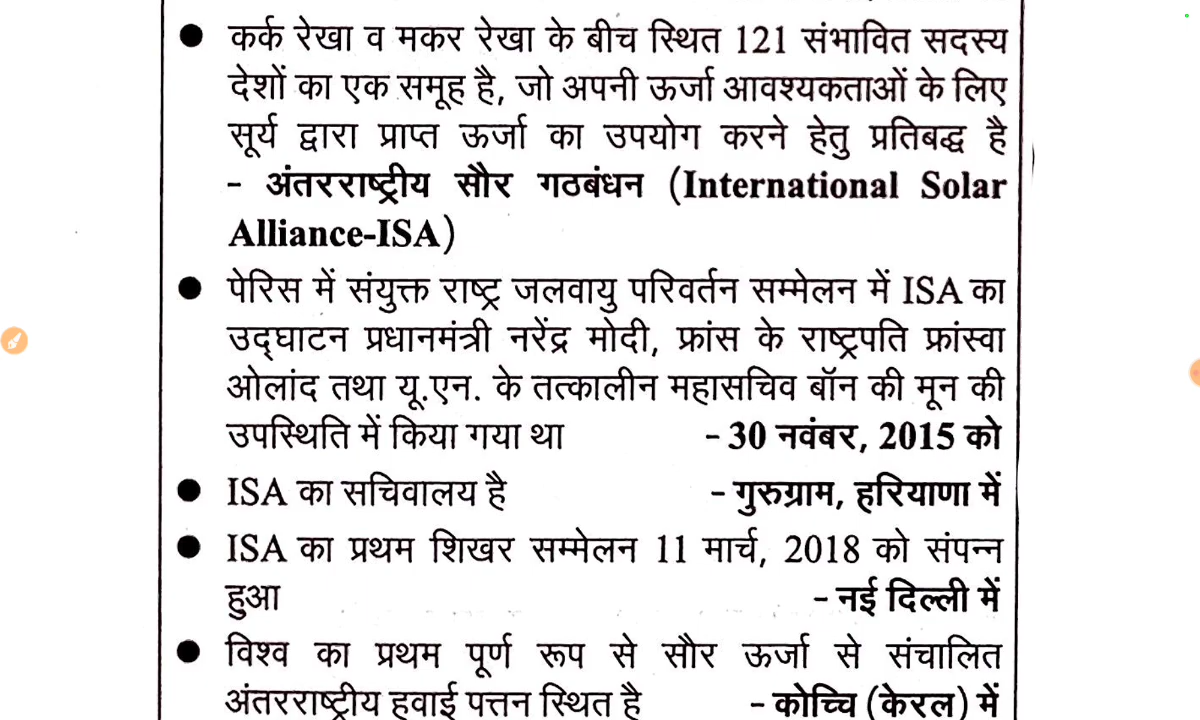 ● कर्क रेखा व मकर रेखा के बीच स्थित 121 संभावित सदस्य
देशों का एक समूह है, जो अपनी ऊर्जा आवश्यकताओं के लिए
सूर्य द्वारा प्राप्त ऊर्जा का उपयोग करने हेतु प्रतिबद्ध है
- अंतरराष्ट्रीय सौर गठबंधन (International Solar
Alliance-ISA)
● पेरिस में संयुक्त राष्ट्र जलवायु परिवर्तन सम्मेलन में ISA का
उद्घाटन प्रधानमंत्री नरेंद्र मोदी, फ्रांस के राष्ट्रपति फ्रांस्वा
ओलांद तथा यू.एन. के तत्कालीन महासचिव बॉन की मून की
उपस्थिति में किया गया था - 30 नवंबर, 2015 को
● ISA का सचिवालय है - गुरुग्राम, हरियाणा में
● ISA का प्रथम शिखर सम्मेलन 11 मार्च, 2018 को संपन्न
हुआ - नई दिल्ली में
● विश्व का प्रथम पूर्ण रूप से सौर ऊर्जा से संचालित
अंतरराष्ट्रीय हवाई पत्तन स्थित है - कोच्चि (केरल) में